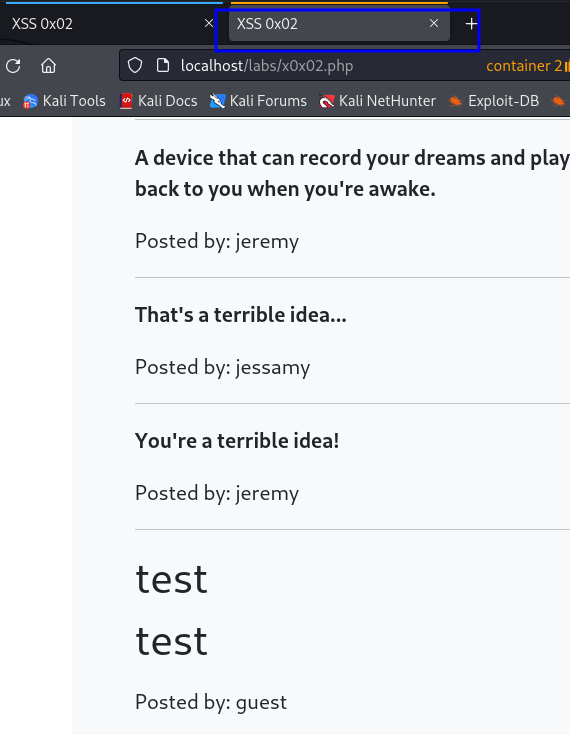 XSS 0x02
XSS 0x02
localhost/labs/x0x02.php container 2
ux Kali Tools Kali Docs Kali Forums Kali NetHunter Exploit-DB
A device that can record your dreams and play
back to you when you're awake.
Posted by: jeremy
That's a terrible idea...
Posted by: jessamy
You're a terrible idea!
Posted by: jeremy
test
test
Posted by: guest